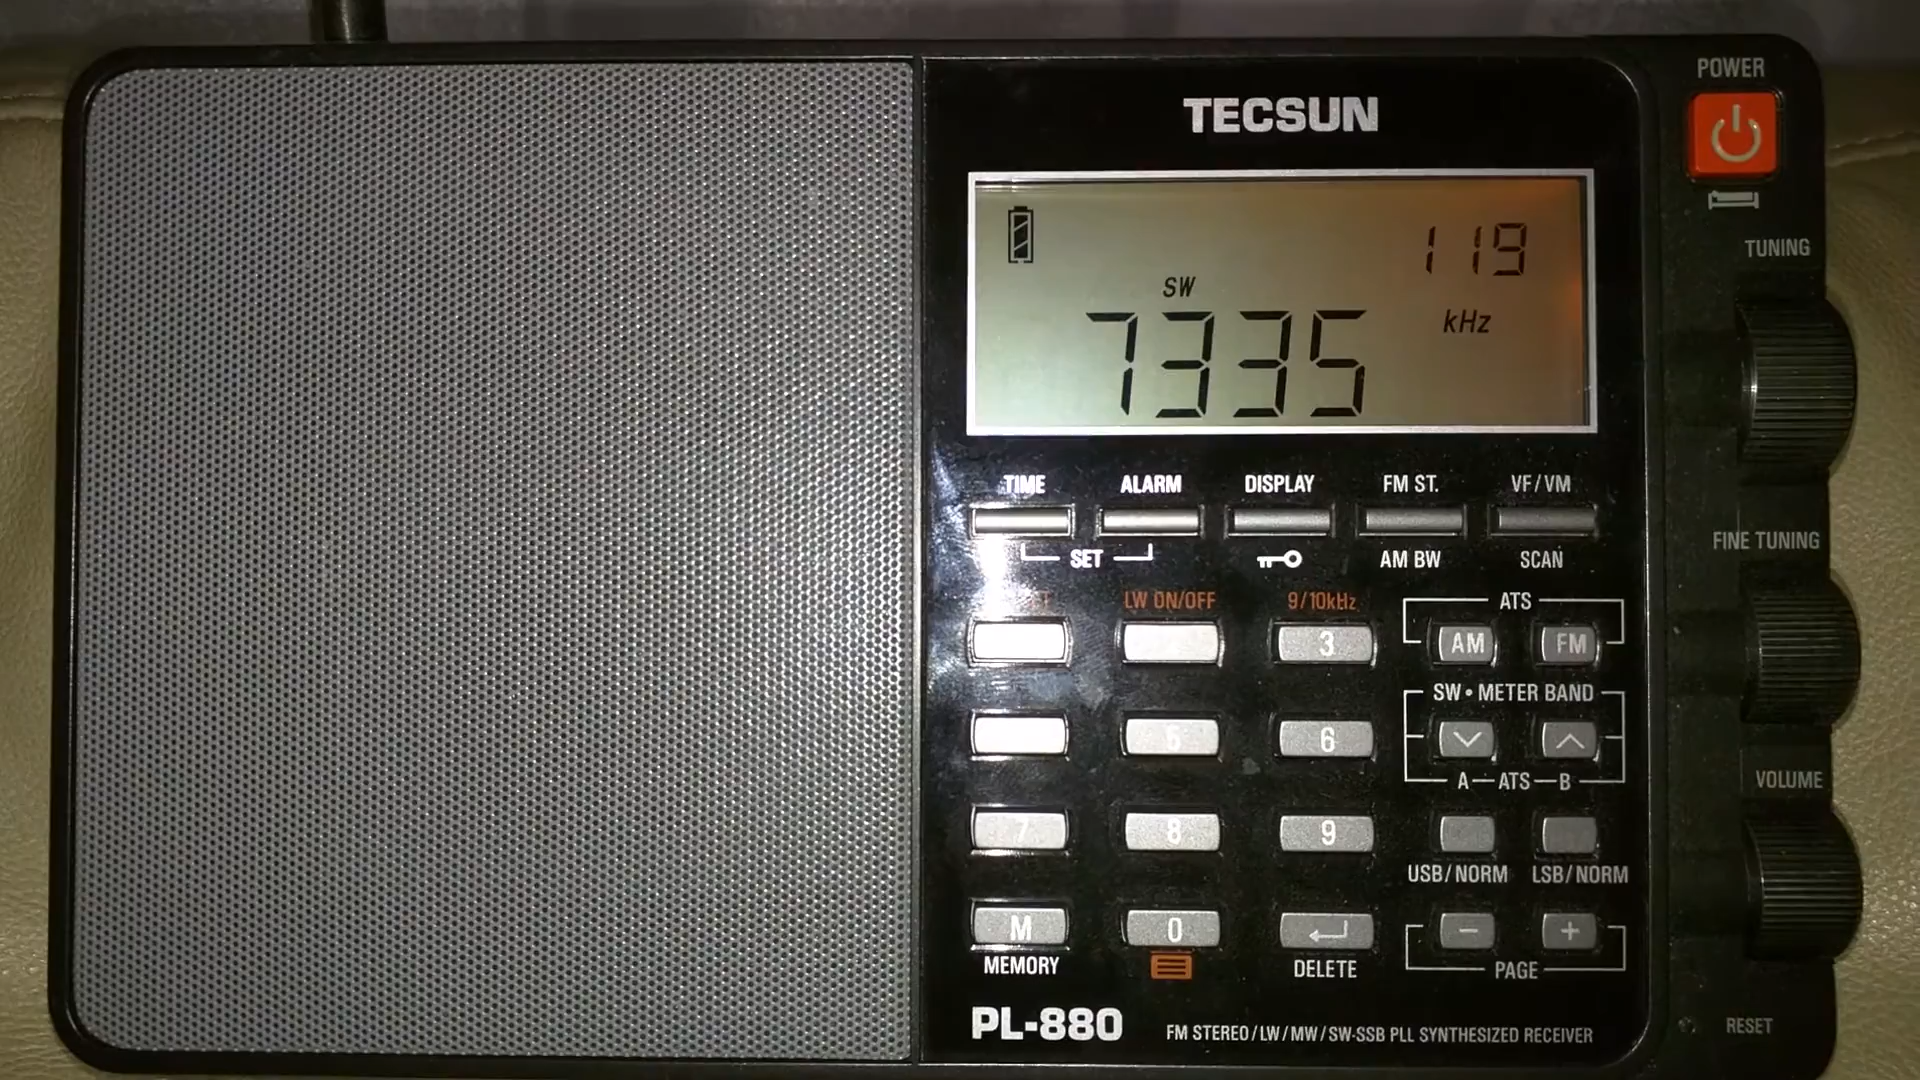 POWER
TECSUN
119
TUNING
SW
7335 kHz
TIME ALARM DISPLAY FM ST. VF/VM
SET AM BW SCAN
FINE TUNING
LW ON/OFF 9/10kHz ATS
3 AM FM
SW•METER BAND
5 6
A—ATS—B
VOLUME
7 8 9
USB/NORM LSB/NORM
M 0 - +
MEMORY DELETE PAGE
PL-880 FM STEREO/LW/MW/SW-SSB PLL SYNTHESIZED RECEIVER
RESET